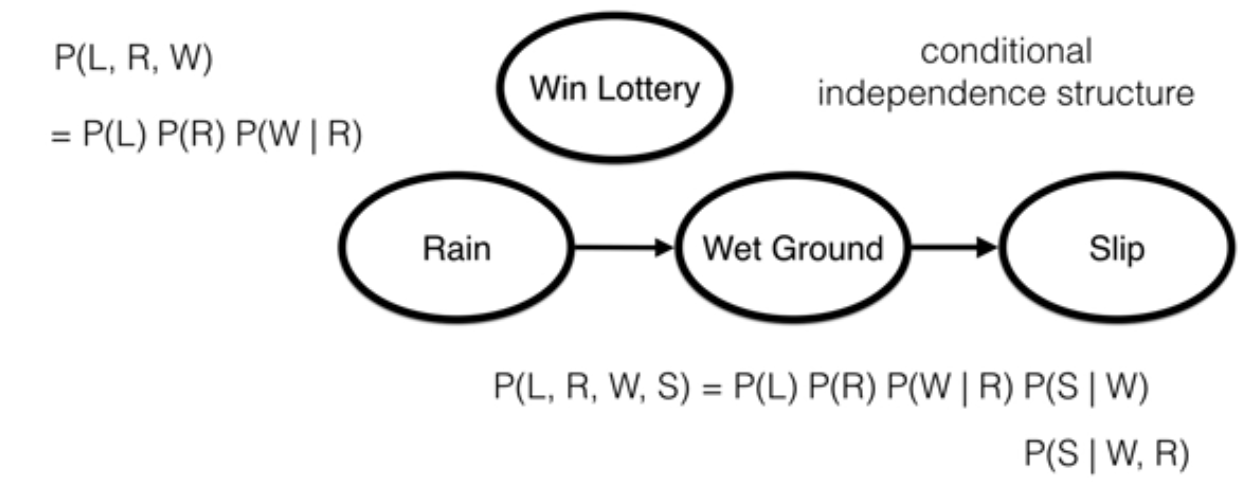 P(L, R, W)
= P(L) P(R) P(W | R)
Win Lottery
conditional
independence structure
Rain
Wet Ground
Slip
P(L, R, W, S) = P(L) P(R) P(W | R) P(S | W)
P(S | W, R)